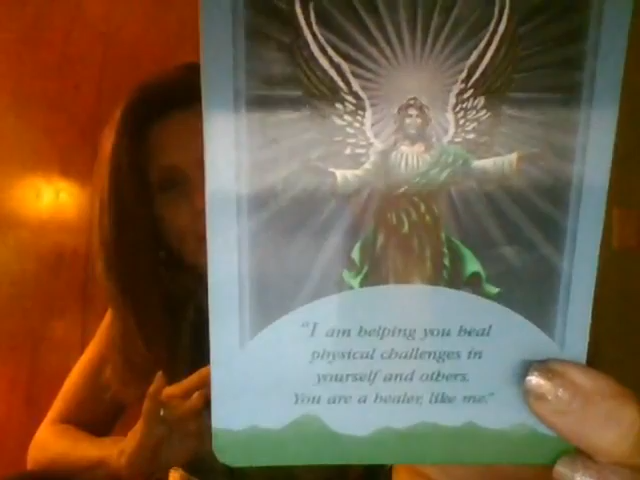 "I am helping you heal
physical challenges in
yourself and others.
You are a healer, like me."